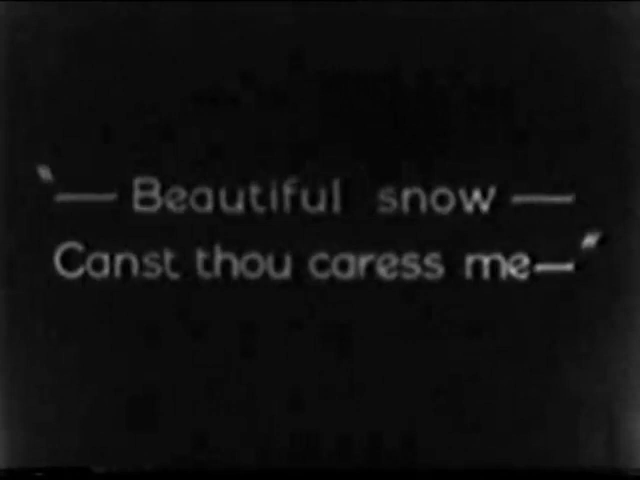 "— Beautiful snow —
Canst thou caress me—"